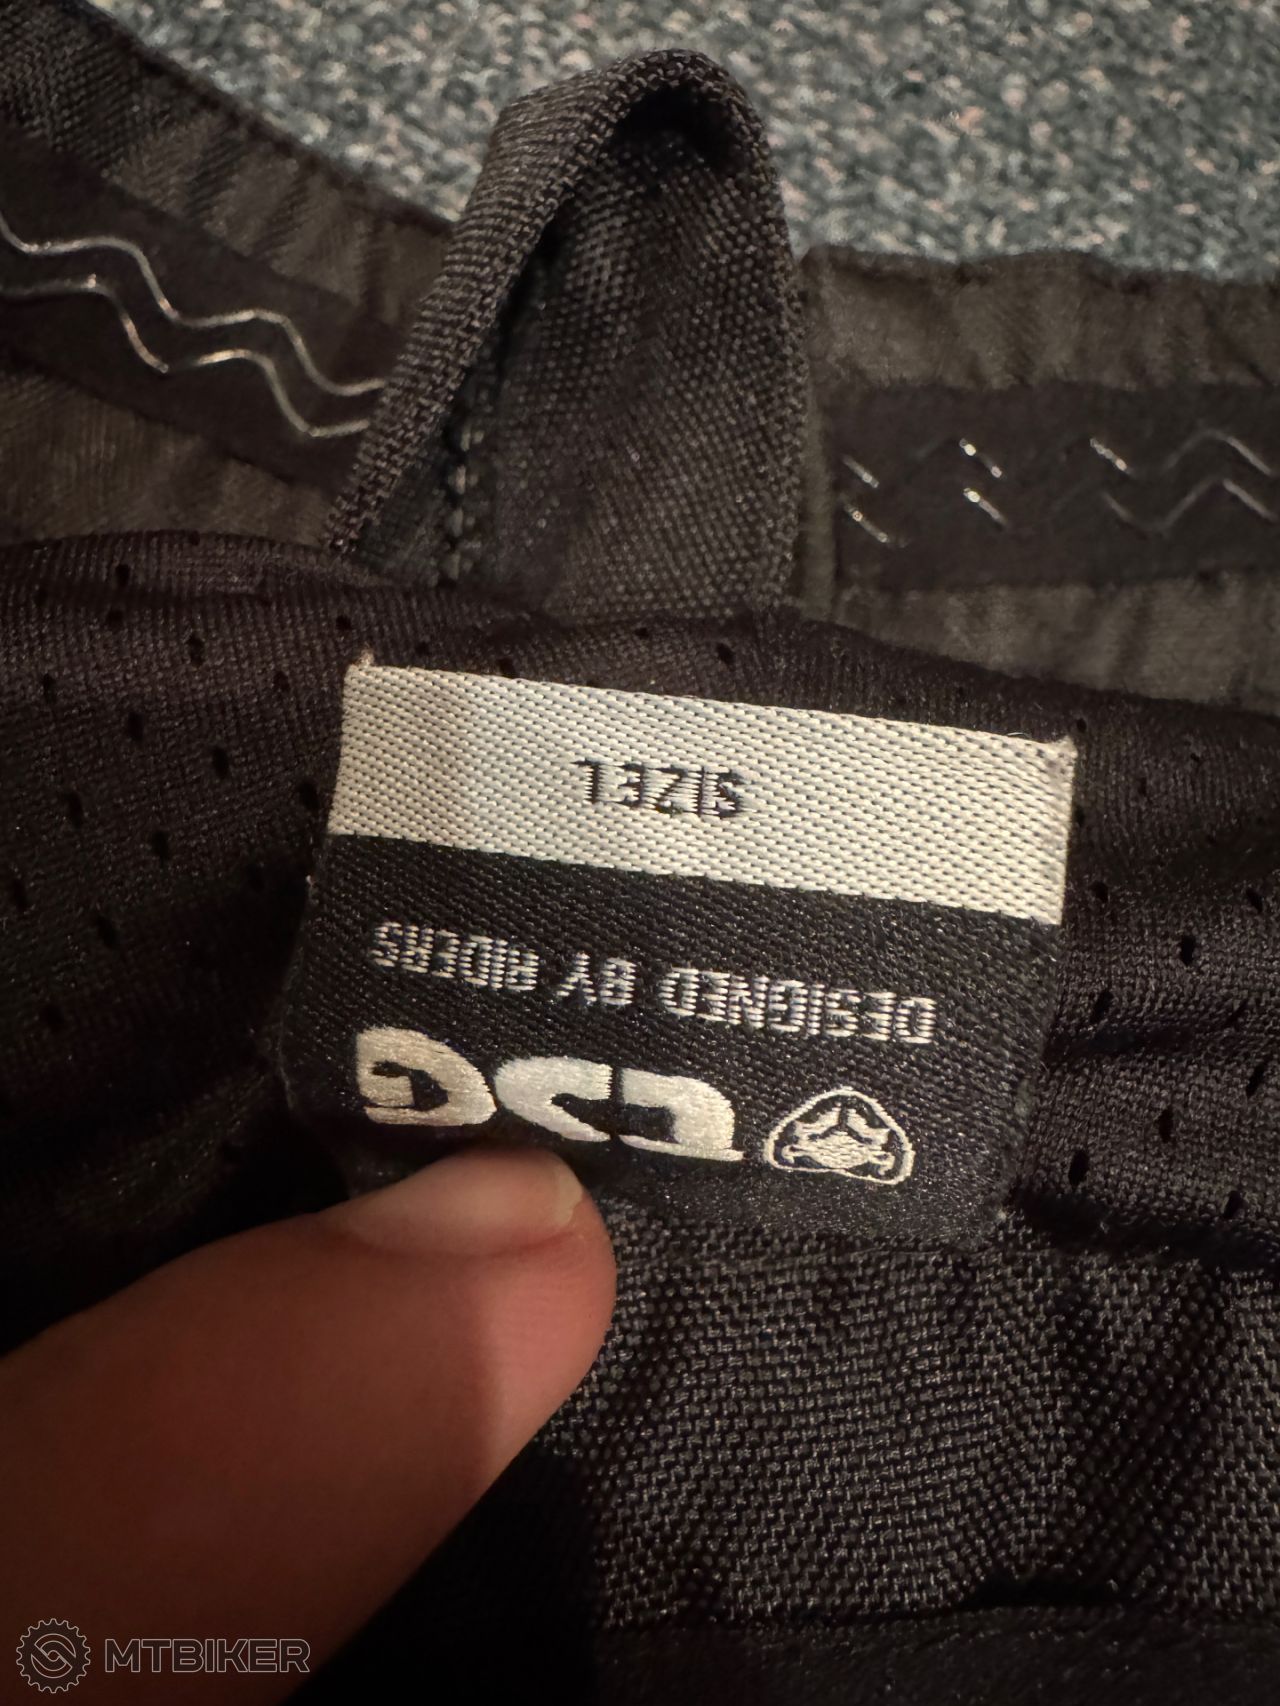 TSG
DESIGNED BY RIDERS
SIZE L
MTBIKER